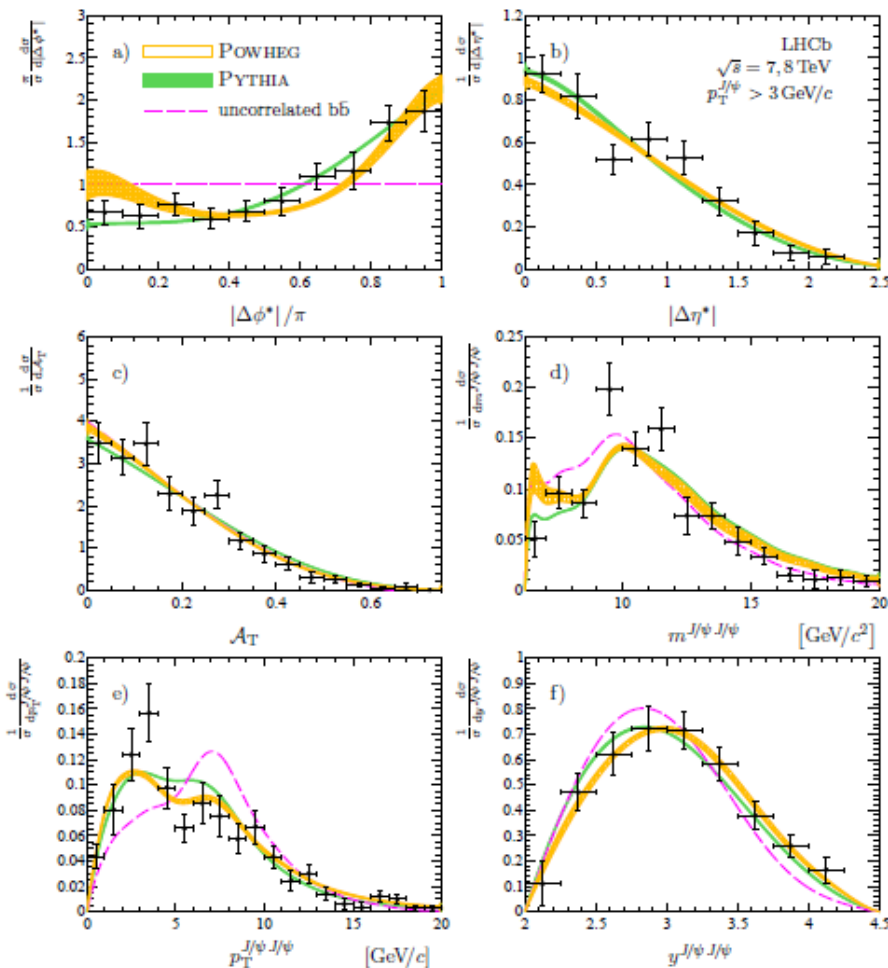 3
2.5
2
1.5
1
0.5
0
π/σ dσ/d|Δϕ*|
a)
POWHEG
PYTHIA
uncorrelated bb̄
0 0.2 0.4 0.6 0.8 1
|Δϕ*|/π
1.2
1
0.8
0.6
0.4
0.2
0
1/σ dσ/d|Δη*|
b)
LHCb
√s = 7, 8 TeV
p_T^{J/ψ} > 3 GeV/c
0 0.5 1 1.5 2 2.5
|Δη*|
6
5
4
3
2
1
0
1/σ dσ/dA_T
c)
0 0.2 0.4 0.6
A_T
0.25
0.2
0.15
0.1
0.05
0
1/σ dσ/dm^{J/ψ J/ψ}
d)
10 15 20
m^{J/ψ J/ψ} [GeV/c²]
0.2
0.18
0.16
0.14
0.12
0.1
0.08
0.06
0.04
0.02
0
1/σ dσ/dp_T^{J/ψ J/ψ}
e)
0 5 10 15 20
p_T^{J/ψ J/ψ} [GeV/c]
1
0.9
0.8
0.7
0.6
0.5
0.4
0.3
0.2
0.1
0
1/σ dσ/dy^{J/ψ J/ψ}
f)
2 2.5 3 3.5 4 4.5
y^{J/ψ J/ψ}